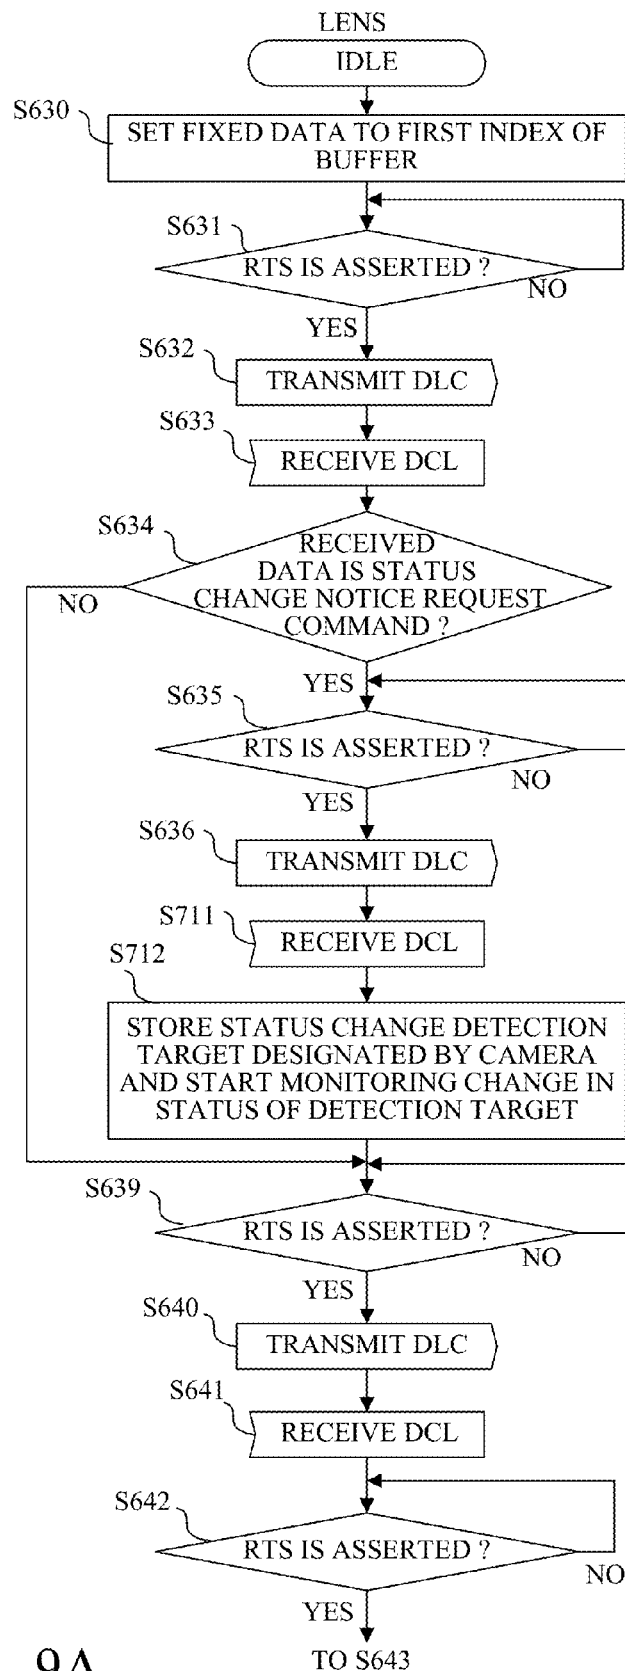 LENS
IDLE
S630
SET FIXED DATA TO FIRST INDEX OF
BUFFER
S631
RTS IS ASSERTED ?
NO
YES
S632
TRANSMIT DLC
S633
RECEIVE DCL
S634
RECEIVED
DATA IS STATUS
CHANGE NOTICE REQUEST
COMMAND ?
NO
YES
S635
RTS IS ASSERTED ?
NO
YES
S636
TRANSMIT DLC
S711
RECEIVE DCL
S712
STORE STATUS CHANGE DETECTION
TARGET DESIGNATED BY CAMERA
AND START MONITORING CHANGE IN
STATUS OF DETECTION TARGET
S639
RTS IS ASSERTED ?
NO
YES
S640
TRANSMIT DLC
S641
RECEIVE DCL
S642
RTS IS ASSERTED ?
NO
YES
TO S643
9A